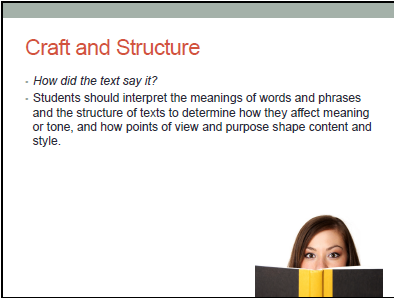 Craft and Structure
- How did the text say it?
- Students should interpret the meanings of words and phrases
and the structure of texts to determine how they affect meaning
or tone, and how points of view and purpose shape content and
style.